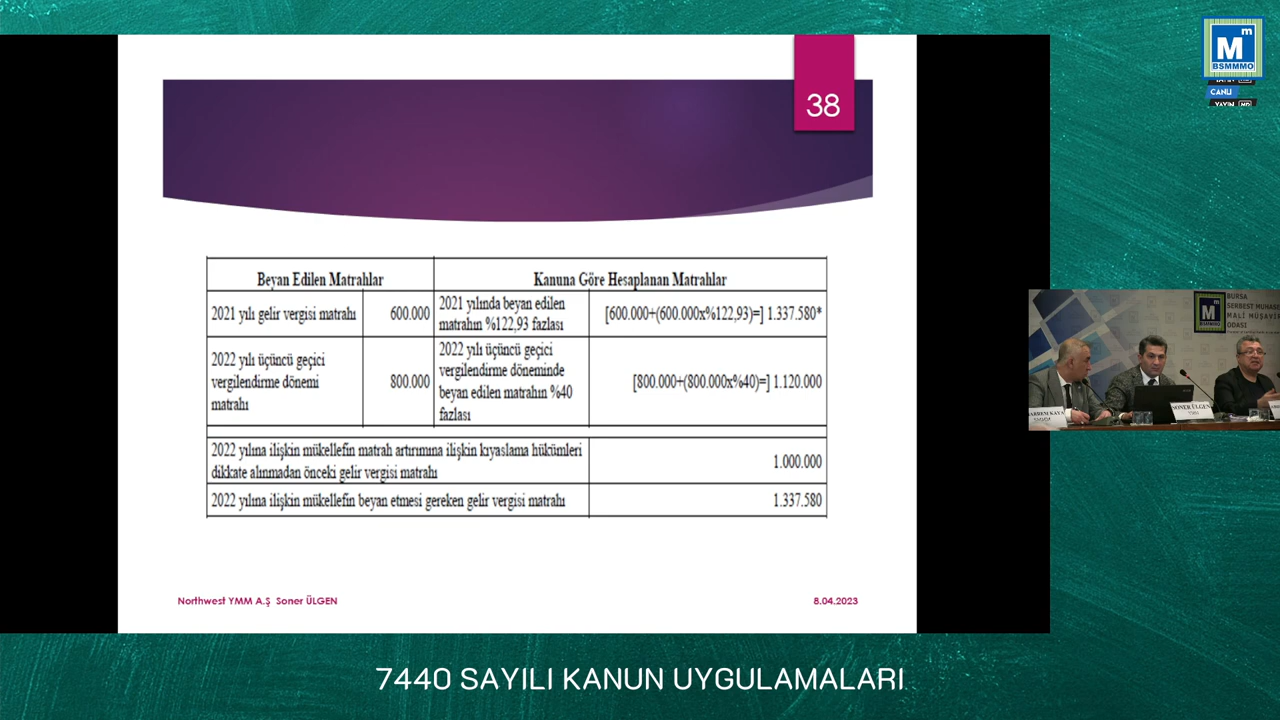 M m
BSMMMO
CANLI
YAYIN
38
Beyan Edilen Matrahlar
Kanuna Göre Hesaplanan Matrahlar
2021 yılı gelir vergisi matrahı
600.000
2021 yılında beyan edilen
matrahın %122,93 fazlası
[600.000+(600.000x%122,93)=] 1.337.580*
2022 yılı üçüncü geçici
vergilendirme dönemi
matrahı
800.000
2022 yılı üçüncü geçici
vergilendirme döneminde
beyan edilen matrahın %40
fazlası
[800.000+(800.000x%40)=] 1.120.000
2022 yılına ilişkin mükellefin matrah artırımına ilişkin kıyaslama hükümleri
dikkate alınmadan önceki gelir vergisi matrahı
1.000.000
2022 yılına ilişkin mükellefin beyan etmesi gereken gelir vergisi matrahı
1.337.580
Northwest YMM A.Ş Soner ÜLGEN
8.04.2023
BURSA
SERBEST MUHASE
MALİ MÜŞAVİR
ODASI
KAYA
SONER ÜLGEN
7440 SAYILI KANUN UYGULAMALARI